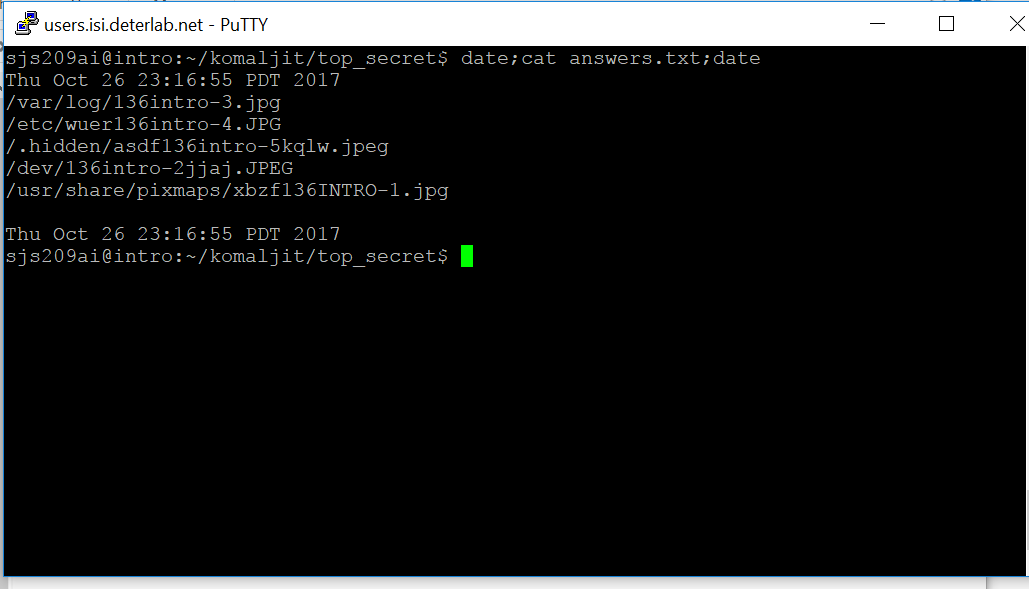 users.isi.deterlab.net - PuTTY
sjs209ai@intro:~/komaljit/top_secret$ date;cat answers.txt;date
Thu Oct 26 23:16:55 PDT 2017
/var/log/136intro-3.jpg
/etc/wuer136intro-4.JPG
/.hidden/asdf136intro-5kqlw.jpeg
/dev/136intro-2jjaj.JPEG
/usr/share/pixmaps/xbzf136INTRO-1.jpg
Thu Oct 26 23:16:55 PDT 2017
sjs209ai@intro:~/komaljit/top_secret$